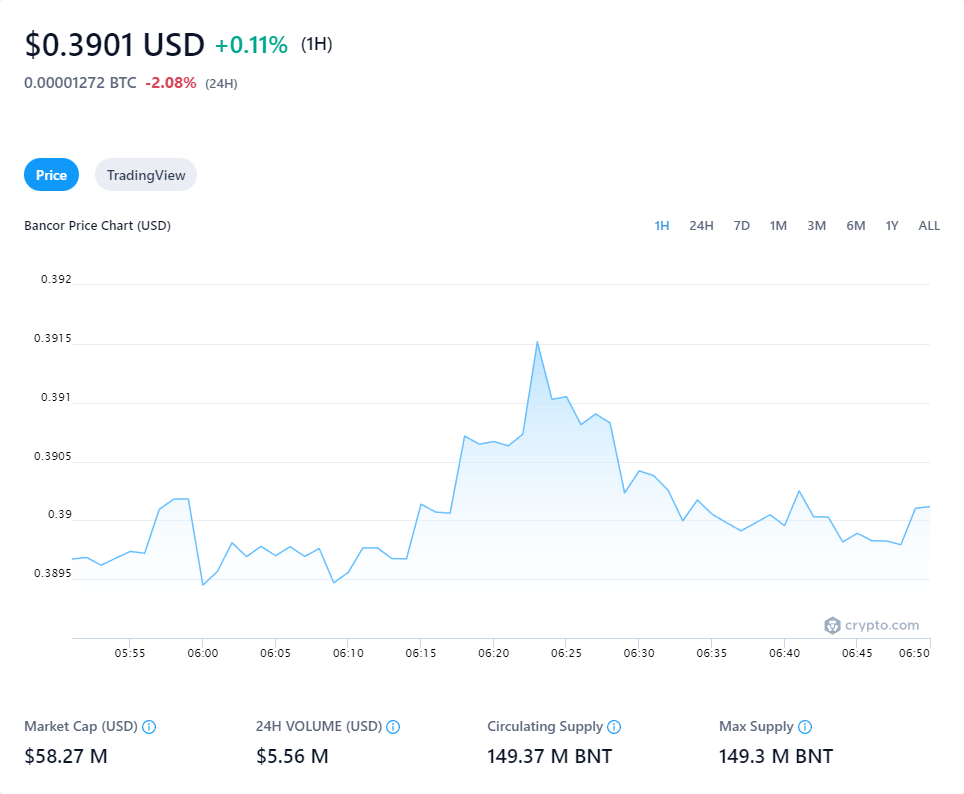 $0.3901 USD +0.11% (1H)
0.00001272 BTC -2.08% (24H)
Price TradingView
Bancor Price Chart (USD) 1H 24H 7D 1M 3M 6M 1Y ALL
0.392
0.3915
0.391
0.3905
0.39
0.3895
crypto.com
05:55 06:00 06:05 06:10 06:15 06:20 06:25 06:30 06:35 06:40 06:45 06:50
Market Cap (USD) 24H VOLUME (USD) Circulating Supply Max Supply
$58.27 M $5.56 M 149.37 M BNT 149.3 M BNT